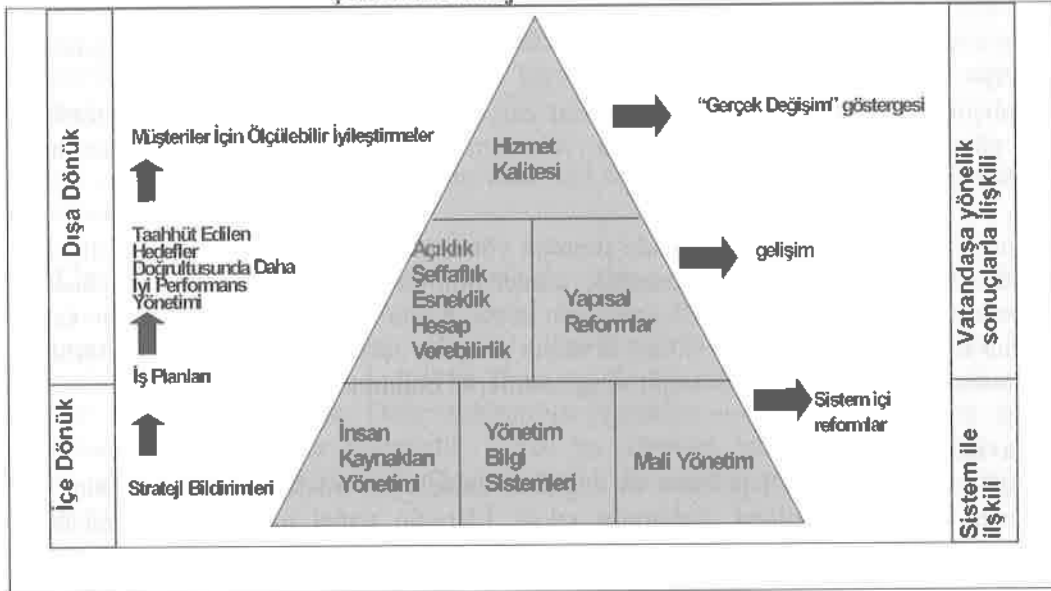 Dışa Dönük
İçe Dönük
Müşteriler İçin Ölçülebilir İyileştirmeler
Taahhüt Edilen
Hedefler
Doğrultusunda Daha
İyi Performans
Yönetimi
İş Planları
Strateji Bildirimleri
Hizmet
Kalitesi
Açıklık
Şeffaflık
Esneklik
Hesap
Verebilirlik
Yapısal
Reformlar
İnsan
Kaynakları
Yönetimi
Yönetim
Bilgi
Sistemleri
Mali Yönetim
“Gerçek Değişim” göstergesi
gelişim
Sistem içi
reformlar
Vatandaşa yönelik
sonuçlarla ilişkili
Sistem ile
ilşkili